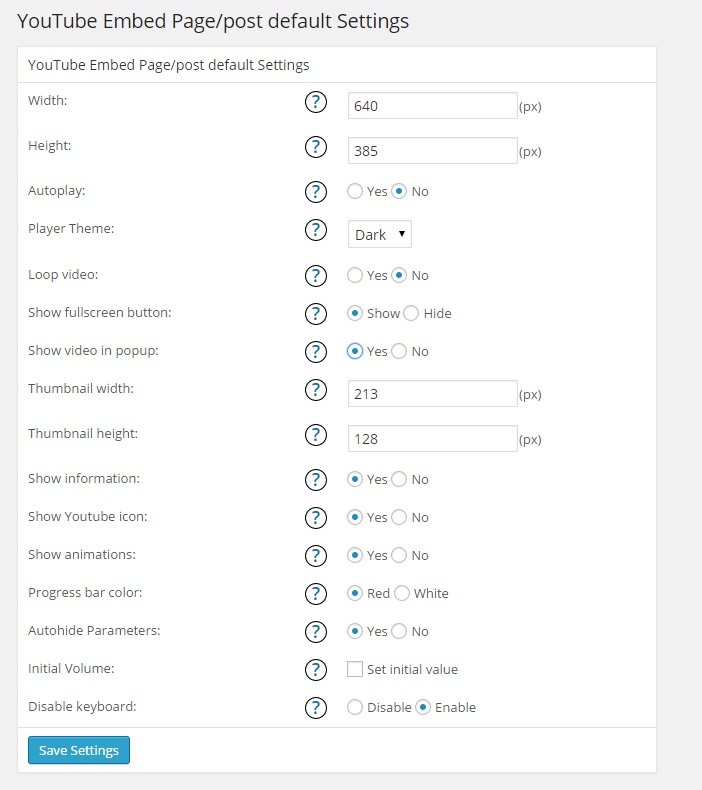 YouTube Embed Page/post default Settings
YouTube Embed Page/post default Settings
Width: ? 640 (px)
Height: ? 385 (px)
Autoplay: ? Yes No
Player Theme: ? Dark
Loop video: ? Yes No
Show fullscreen button: ? Show Hide
Show video in popup: ? Yes No
Thumbnail width: ? 213 (px)
Thumbnail height: ? 128 (px)
Show information: ? Yes No
Show Youtube icon: ? Yes No
Show animations: ? Yes No
Progress bar color: ? Red White
Autohide Parameters: ? Yes No
Initial Volume: ? Set initial value
Disable keyboard: ? Disable Enable
Save Settings